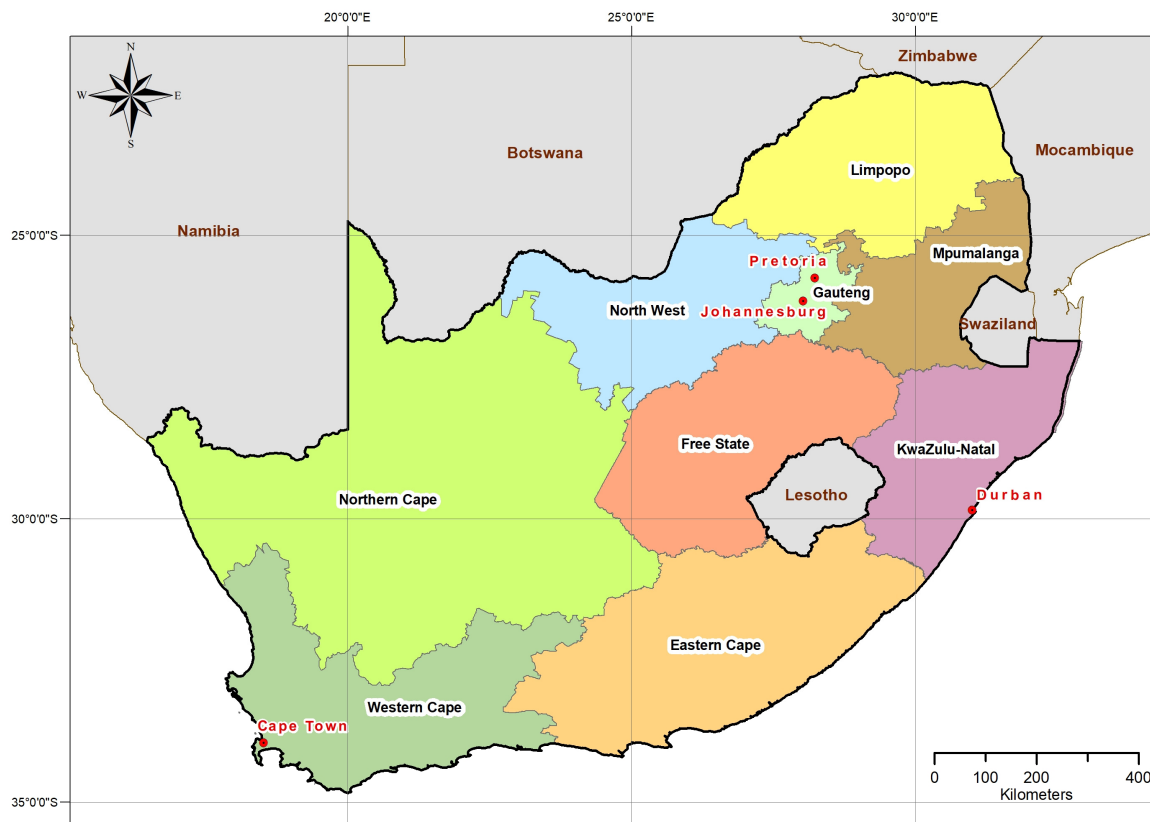 20°0'0"E
25°0'0"E
30°0'0"E
N
W
E
S
Zimbabwe
Botswana
Mocambique
Limpopo
Namibia
25°0'0"S
Mpumalanga
Pretoria
Gauteng
North West
Johannesburg
Swaziland
Free State
KwaZulu-Natal
Northern Cape
Lesotho
Durban
30°0'0"S
Eastern Cape
Western Cape
Cape Town
0
100
200
400
Kilometers
35°0'0"S